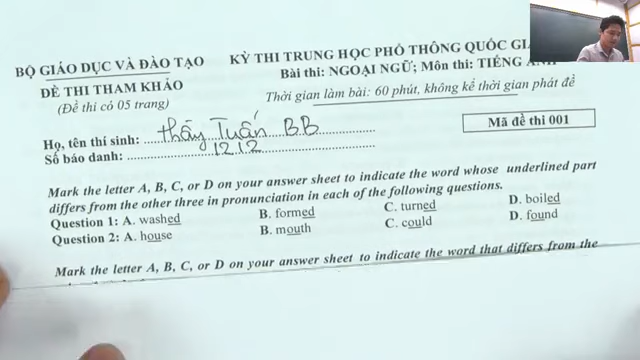 BỘ GIÁO DỤC VÀ ĐÀO TẠO
ĐỀ THI THAM KHẢO
(Đề thi có 05 trang)
KỲ THI TRUNG HỌC PHỔ THÔNG QUỐC GI
Bài thi: NGOẠI NGỮ; Môn thi: TIẾNG ANH
Thời gian làm bài: 60 phút, không kể thời gian phát đề
Họ, tên thí sinh: thầy Tuấn BB
Số báo danh: 1212
Mã đề thi 001
Mark the letter A, B, C, or D on your answer sheet to indicate the word whose underlined part
differs from the other three in pronunciation in each of the following questions.
Question 1: A. washed B. formed C. turned D. boiled
Question 2: A. house B. mouth C. could D. found
Mark the letter A, B, C, or D on your answer sheet to indicate the word that differs from the